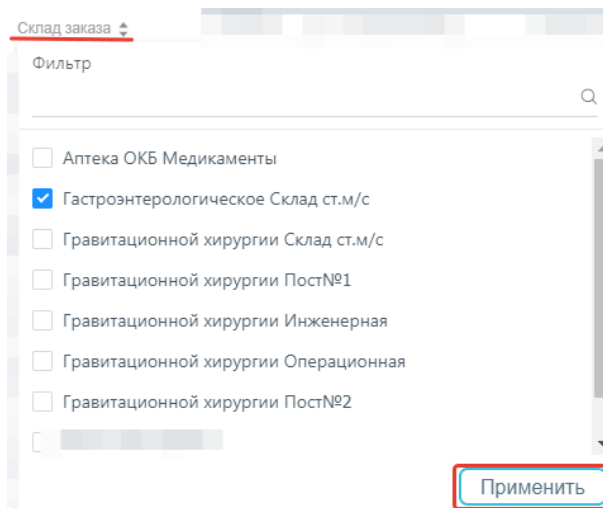 Склад заказа
Фильтр
Аптека ОКБ Медикаменты
Гастроэнтерологическое Склад ст.м/с
Гравитационной хирургии Склад ст.м/с
Гравитационной хирургии Пост№1
Гравитационной хирургии Инженерная
Гравитационной хирургии Операционная
Гравитационной хирургии Пост№2
Применить